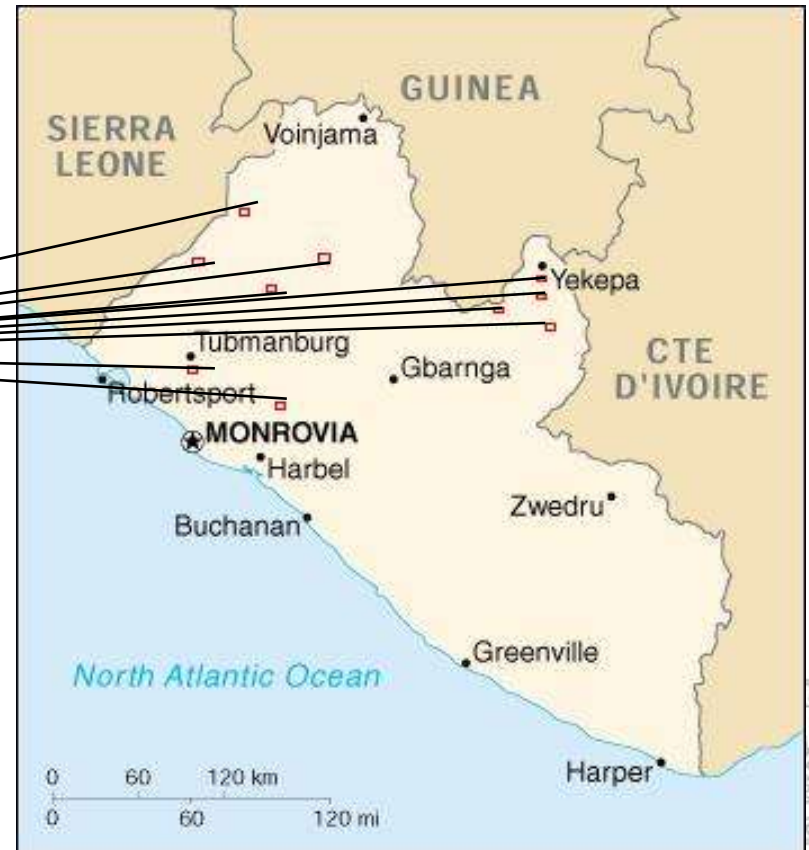 GUINEA
SIERRA
LEONE
Voinjama
Yekepa
Tubmanburg
Gbarnga
CTE
D'IVOIRE
Robertsport
MONROVIA
Harbel
Zwedru
Buchanan
Greenville
North Atlantic Ocean
Harper
0 60 120 km
0 60 120 mi